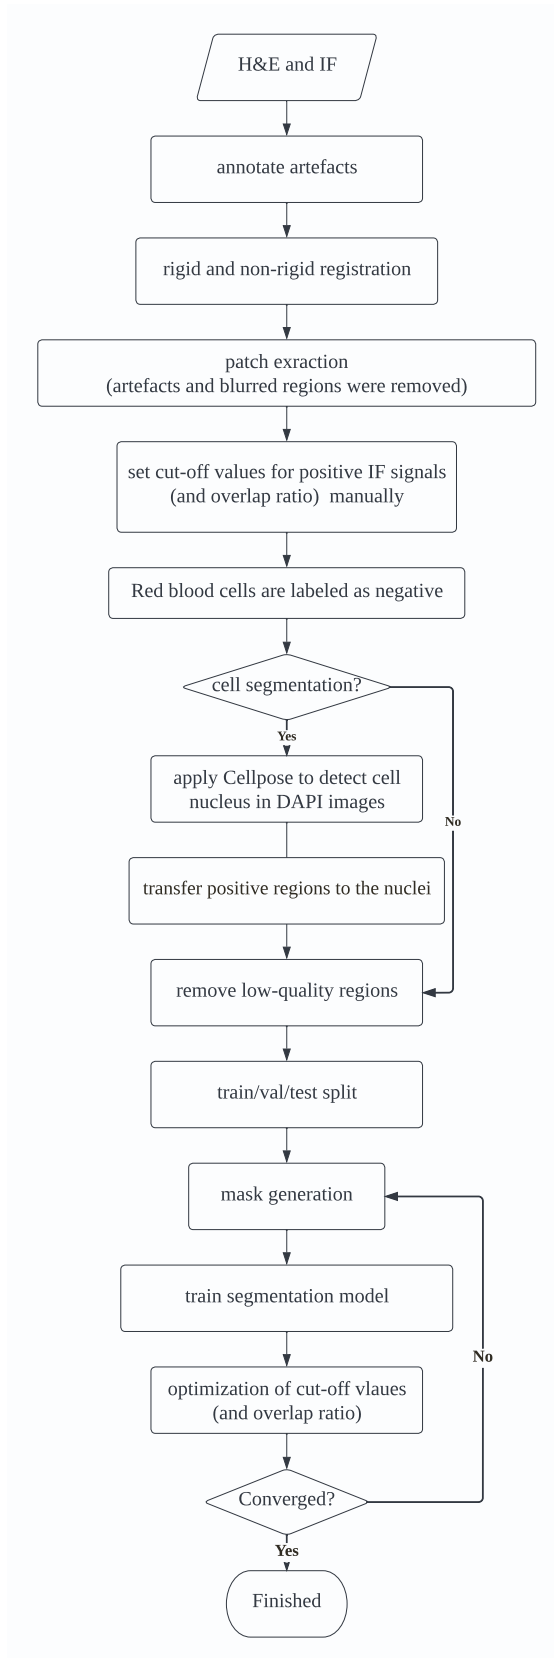 H&E and IF
annotate artefacts
rigid and non-rigid registration
patch exraction
(artefacts and blurred regions were removed)
set cut-off values for positive IF signals
(and overlap ratio) manually
Red blood cells are labeled as negative
cell segmentation?
Yes
apply Cellpose to detect cell
nucleus in DAPI images
No
transfer positive regions to the nuclei
remove low-quality regions
train/val/test split
mask generation
train segmentation model
No
optimization of cut-off vlaues
(and overlap ratio)
Converged?
Yes
Finished